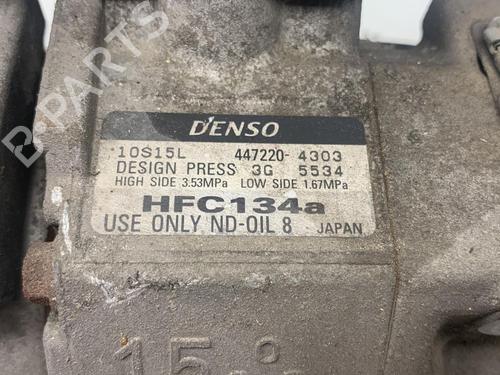 DENSO
10S15L 447220-4303
DESIGN PRESS 3G 5534
HIGH SIDE 3.53MPa LOW SIDE 1.67MPa
HFC134a
USE ONLY ND-OIL 8 JAPAN
15